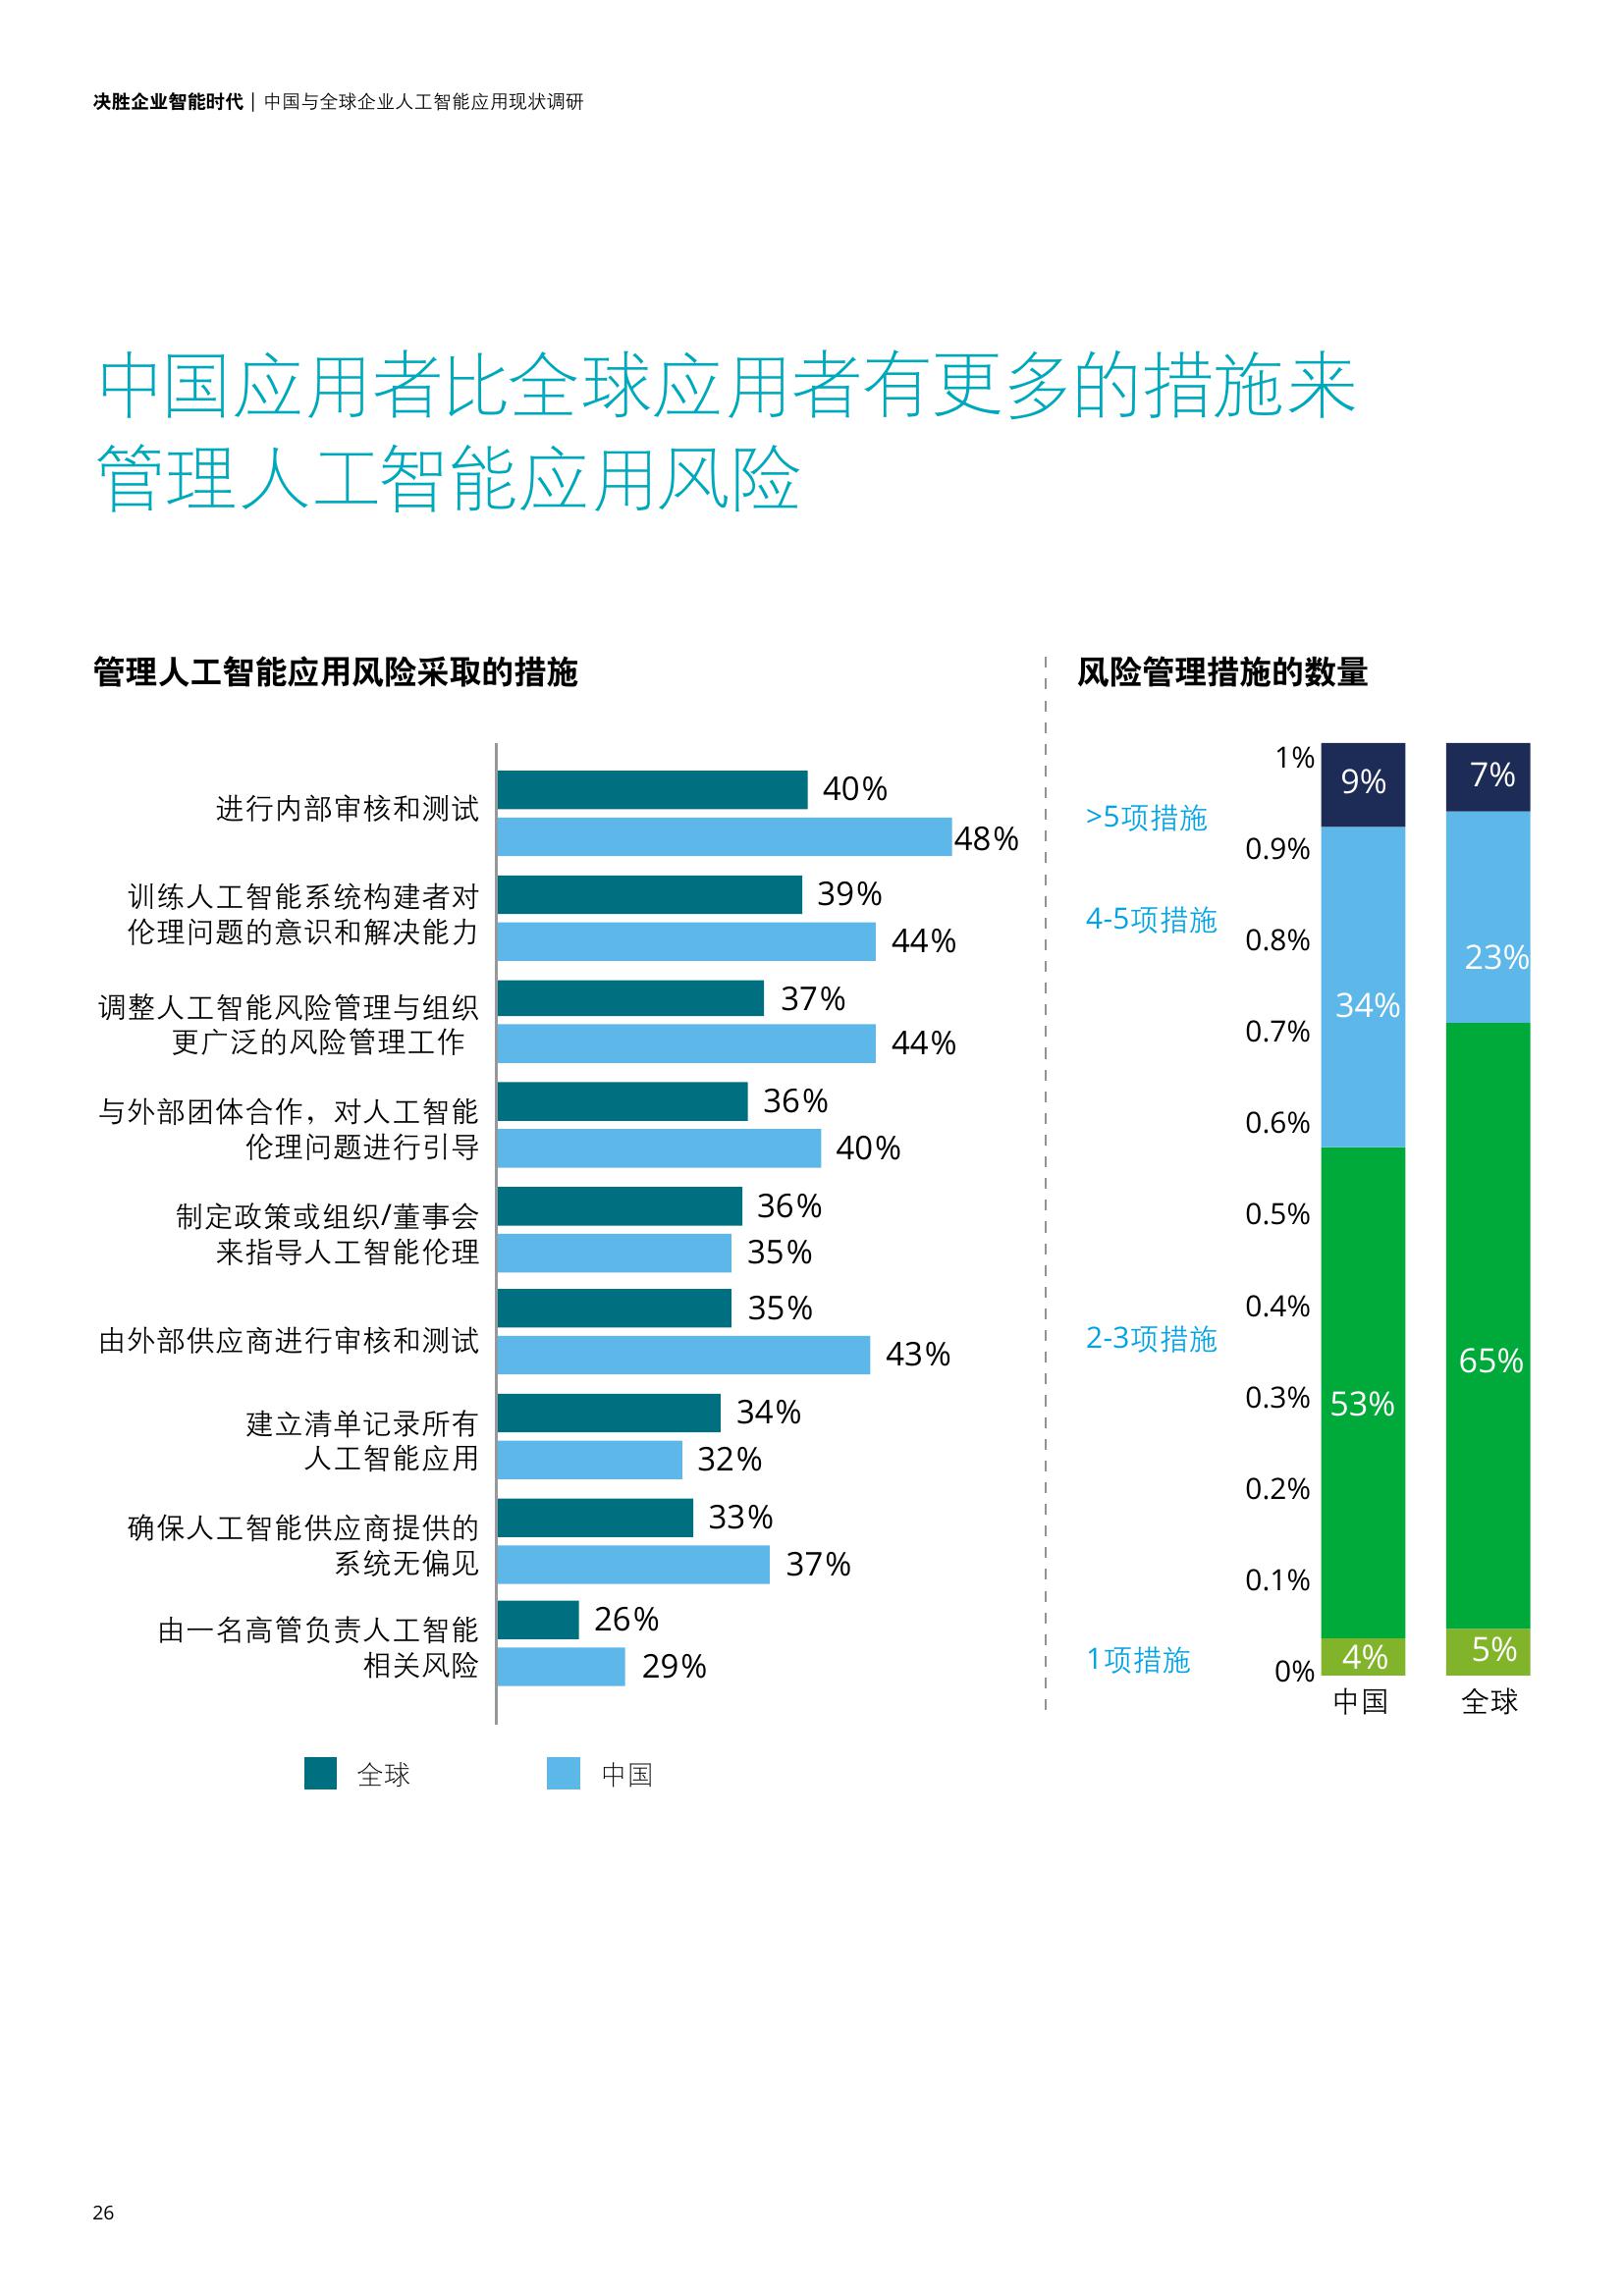 决胜企业智能时代 | 中国与全球企业人工智能应用现状调研
中国应用者比全球应用者有更多的措施来
管理人工智能应用风险
管理人工智能应用风险采取的措施
进行内部审核和测试
40%
48%
训练人工智能系统构建者对
伦理问题的意识和解决能力
39%
44%
调整人工智能风险管理与组织
更广泛的风险管理工作
37%
44%
与外部团体合作，对人工智能
伦理问题进行引导
36%
40%
制定政策或组织/董事会
来指导人工智能伦理
36%
35%
由外部供应商进行审核和测试
35%
43%
建立清单记录所有
人工智能应用
34%
32%
确保人工智能供应商提供的
系统无偏见
33%
37%
由一名高管负责人工智能
相关风险
26%
29%
全球
中国
风险管理措施的数量
>5项措施
4-5项措施
2-3项措施
1项措施
1%
0.9%
0.8%
0.7%
0.6%
0.5%
0.4%
0.3%
0.2%
0.1%
0%
9%
34%
53%
4%
中国
7%
23%
65%
5%
全球
26